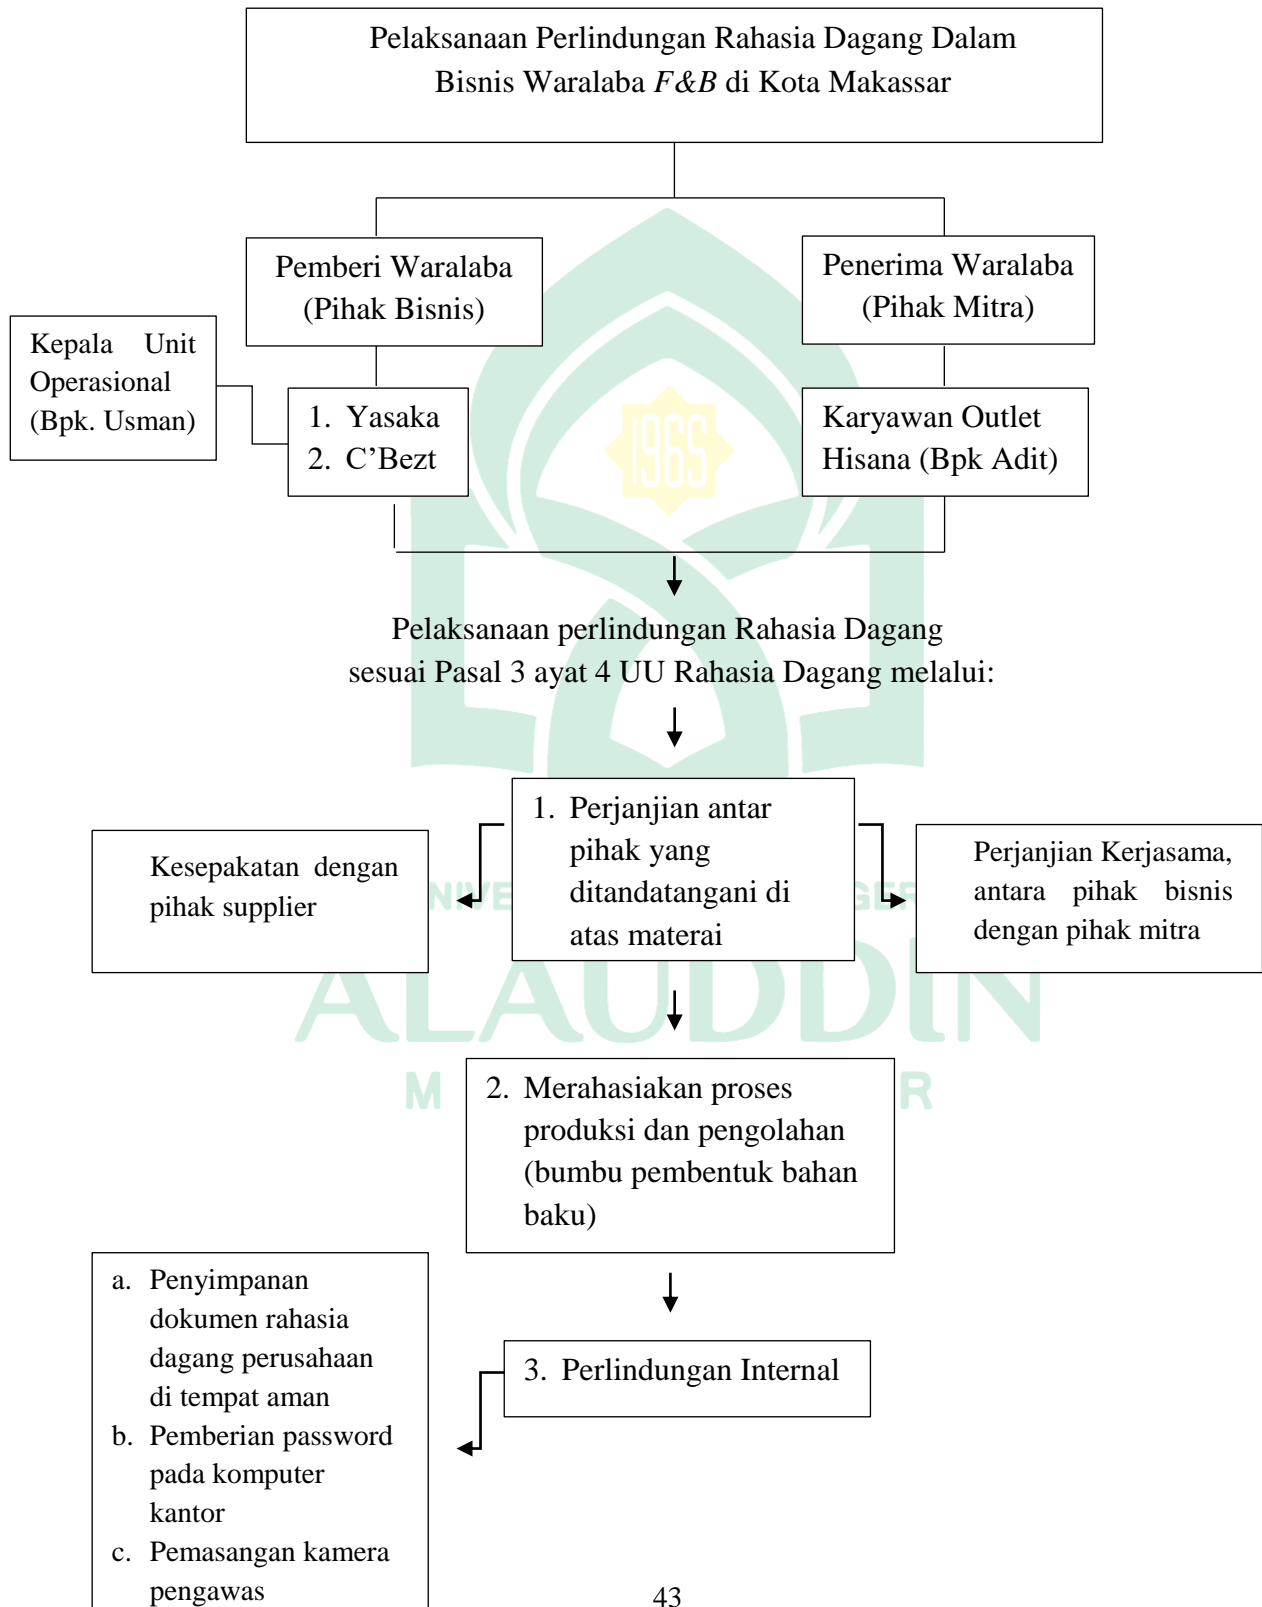 Pelaksanaan Perlindungan Rahasia Dagang Dalam
Bisnis Waralaba F&B di Kota Makassar
Pemberi Waralaba
(Pihak Bisnis)
Penerima Waralaba
(Pihak Mitra)
Kepala Unit
Operasional
(Bpk. Usman)
1. Yasaka
2. C’Bezt
Karyawan Outlet
Hisana (Bpk Adit)
1965
Pelaksanaan perlindungan Rahasia Dagang
sesuai Pasal 3 ayat 4 UU Rahasia Dagang melalui:
1. Perjanjian antar
pihak yang
ditandatangani di
atas materai
Kesepakatan dengan
pihak supplier
Perjanjian Kerjasama,
antara pihak bisnis
dengan pihak mitra
ALAUDDIN
2. Merahasiakan proses
produksi dan pengolahan
(bumbu pembentuk bahan
baku)
3. Perlindungan Internal
a. Penyimpanan
dokumen rahasia
dagang perusahaan
di tempat aman
b. Pemberian password
pada komputer
kantor
c. Pemasangan kamera
pengawas
43